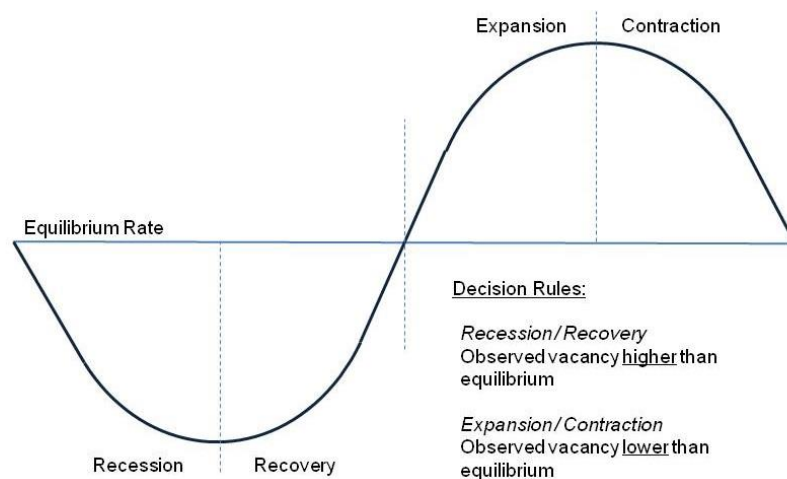 Expansion
Contraction
Equilibrium Rate
Decision Rules:
Recession/Recovery
Observed vacancy higher than
equilibrium
Expansion/Contraction
Observed vacancy lower than
equilibrium
Recession
Recovery